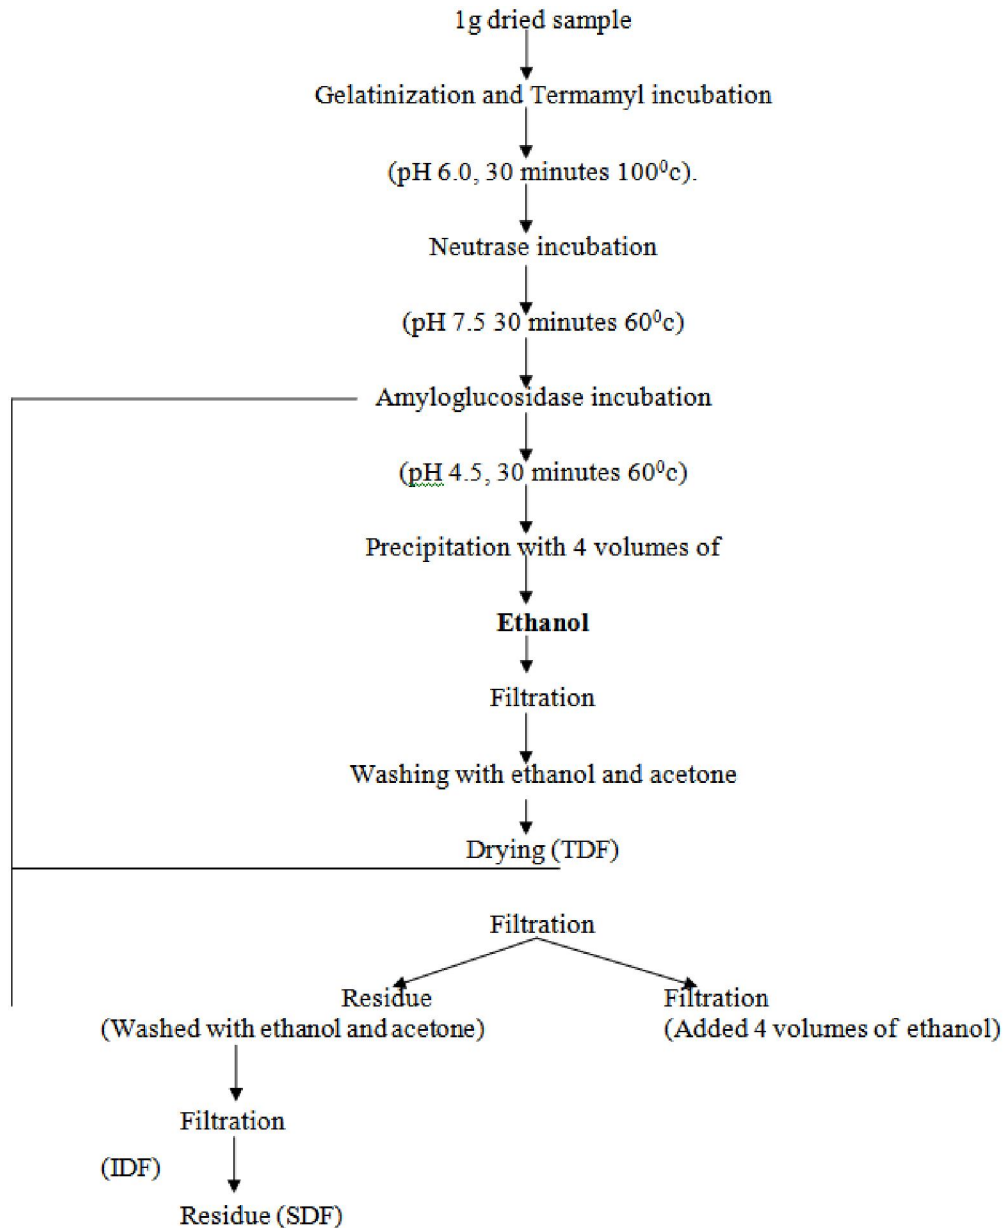 1g dried sample
Gelatinization and Termamyl incubation
(pH 6.0, 30 minutes 100⁰c).
Neutrase incubation
(pH 7.5 30 minutes 60⁰c)
Amyloglucosidase incubation
(pH 4.5, 30 minutes 60⁰c)
Precipitation with 4 volumes of
Ethanol
Filtration
Washing with ethanol and acetone
Drying (TDF)
Filtration
Residue
(Washed with ethanol and acetone)
Filtration
(Added 4 volumes of ethanol)
Filtration
(IDF)
Residue (SDF)